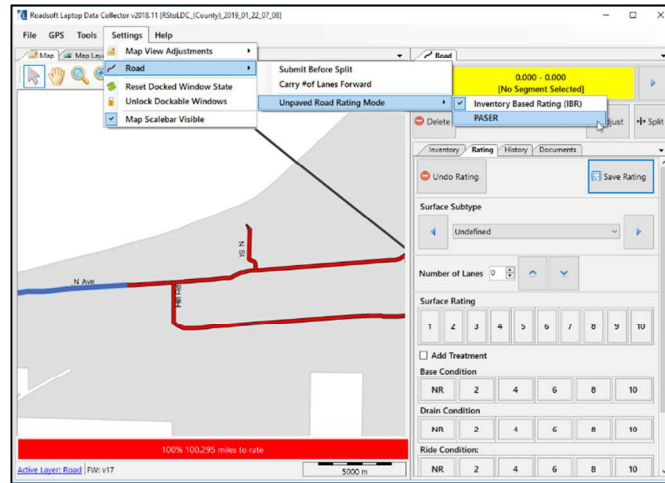 Roadsoft Laptop Data Collector v2018.11 [RStoLDC_(County)_2019_01_22_07_08]
File GPS Tools Settings Help
Map Map Lay
Map View Adjustments
Road
Reset Docked Window State
Unlock Dockable Windows
Map Scalebar Visible
Submit Before Split
Carry #of Lanes Forward
Unpaved Road Rating Mode
Inventory Based Rating (IBR)
PASER
Road
0.000 - 0.000
[No Segment Selected]
Delete
just
Split
Inventory Rating History Documents
Undo Rating
Save Rating
Surface Subtype
Undefined
Number of Lanes 0
Surface Rating
1 2 3 4 5 6 7 8 9 10
Add Treatment
Base Condition
NR 2 4 6 8 10
Drain Condition
NR 2 4 6 8 10
Ride Condition:
NR 2 4 6 8 10
N St
N Ave
Hill Rd
100% 100.295 miles to rate
Active Layer: Road FW: v17
5000 m